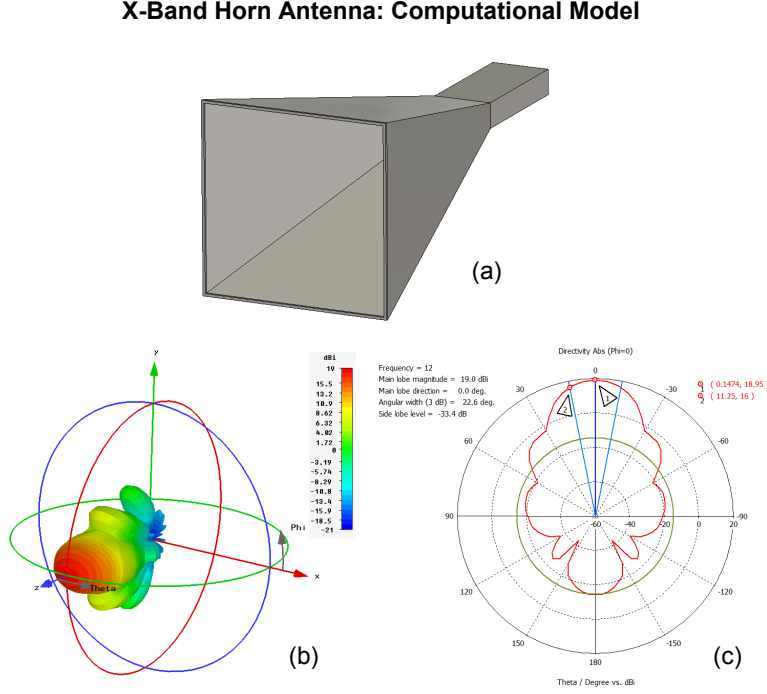 X-Band Horn Antenna: Computational Model
(a)
y
x
z
Phi
Theta
(b)
dBi
19
15.5
13.2
10.9
8.62
6.32
4.02
1.72
0
-3.19
-5.74
-8.29
-10.8
-13.4
-15.9
-18.5
-21
Frequency = 12
Main lobe magnitude = 19.0 dBi
Main lobe direction = 0.0 deg.
Angular width (3 dB) = 22.6 deg.
Side lobe level = -33.4 dB
Directivity Abs (Phi=0)
0
30
-30
1 ( 0.1474, 18.95 )
2 ( 11.25, 16 )
2
1
60
-60
90
-60
-40
-20
0
20
-90
120
-120
150
-150
180
(c)
Theta / Degree vs. dBi